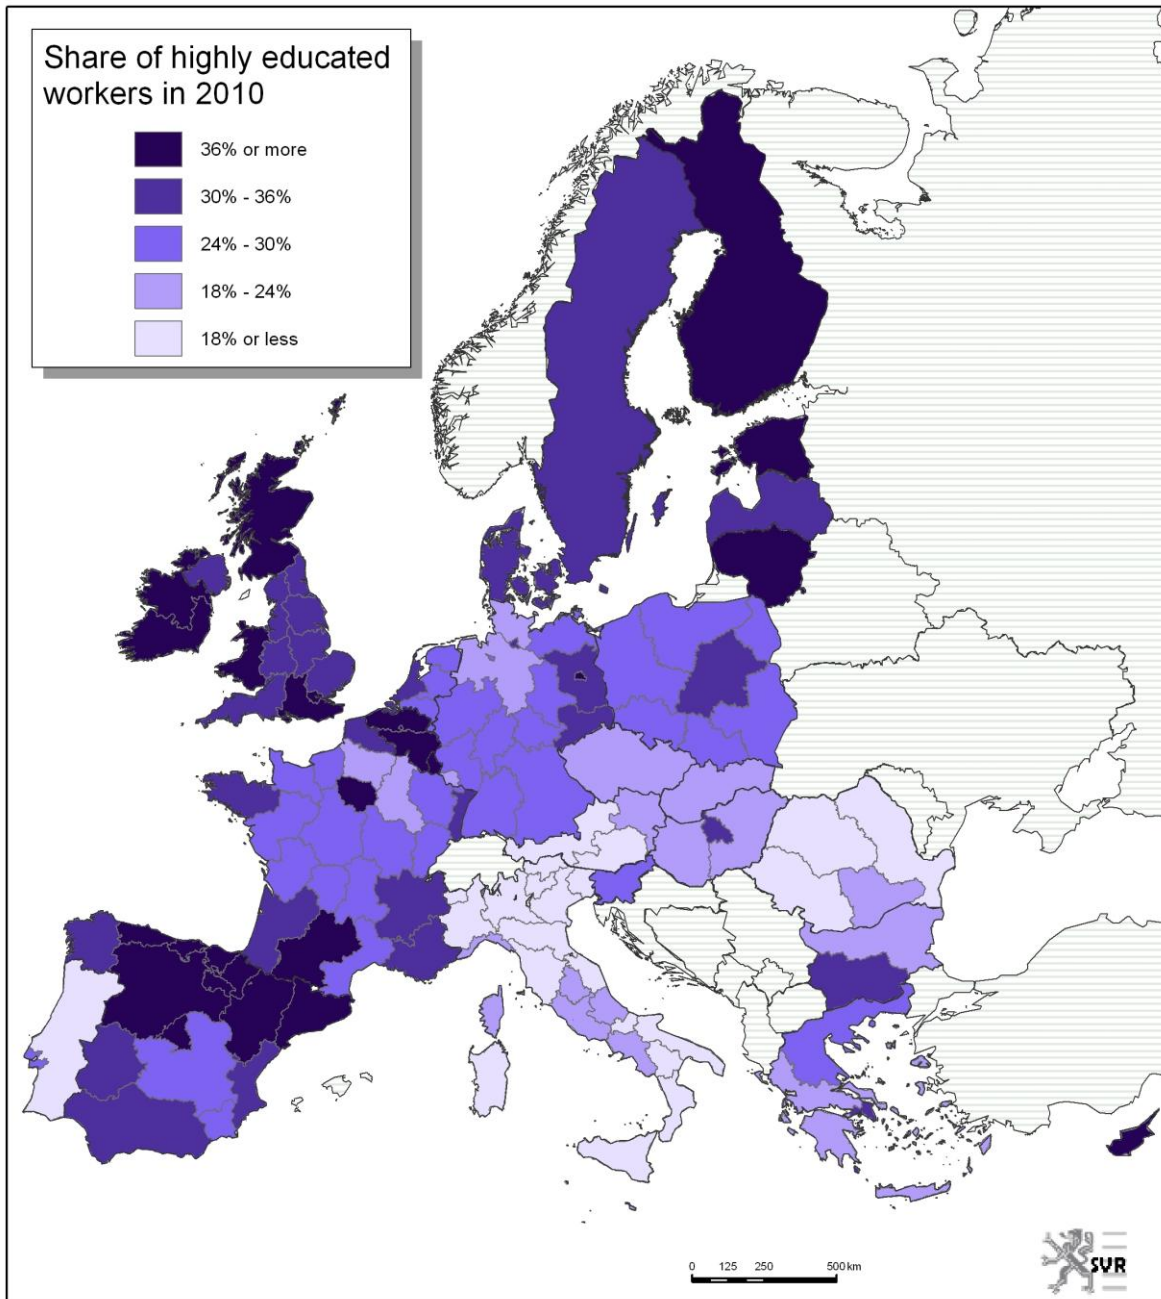 Share of highly educated
workers in 2010
36% or more
30% - 36%
24% - 30%
18% - 24%
18% or less
0 125 250 500 km
SVR